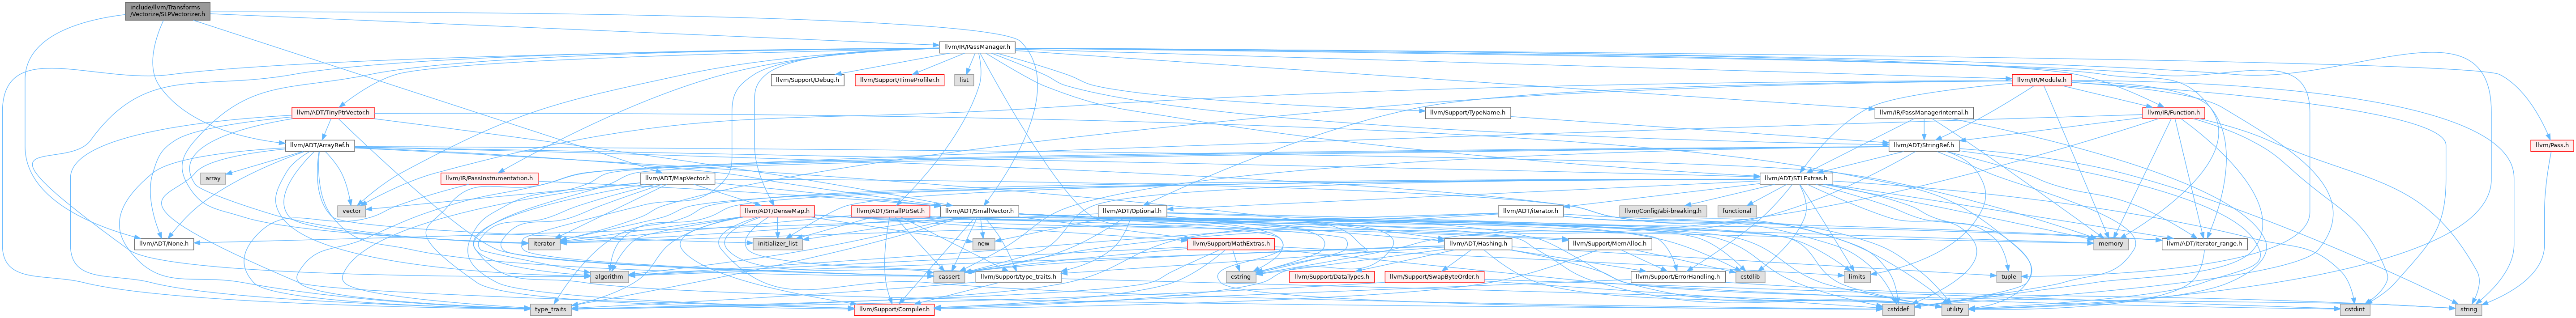 include/llvm/Transforms
/Vectorize/SLPVectorizer.h
llvm/IR/PassManager.h
llvm/Support/Debug.h
llvm/Support/TimeProfiler.h
list
llvm/IR/Module.h
llvm/ADT/TinyPtrVector.h
llvm/Support/TypeName.h
llvm/IR/PassManagerInternal.h
llvm/IR/Function.h
llvm/ADT/ArrayRef.h
llvm/ADT/StringRef.h
llvm/Pass.h
array
llvm/IR/PassInstrumentation.h
llvm/ADT/MapVector.h
llvm/ADT/STLExtras.h
vector
llvm/ADT/DenseMap.h
llvm/ADT/SmallPtrSet.h
llvm/ADT/SmallVector.h
llvm/ADT/Optional.h
llvm/ADT/iterator.h
llvm/Config/abi-breaking.h
functional
llvm/ADT/None.h
iterator
initializer_list
new
llvm/Support/MathExtras.h
llvm/ADT/Hashing.h
llvm/Support/MemAlloc.h
memory
llvm/ADT/iterator_range.h
algorithm
cassert
llvm/Support/type_traits.h
cstring
llvm/Support/DataTypes.h
llvm/Support/SwapByteOrder.h
cstdlib
llvm/Support/ErrorHandling.h
limits
tuple
type_traits
llvm/Support/Compiler.h
cstddef
utility
cstdint
string